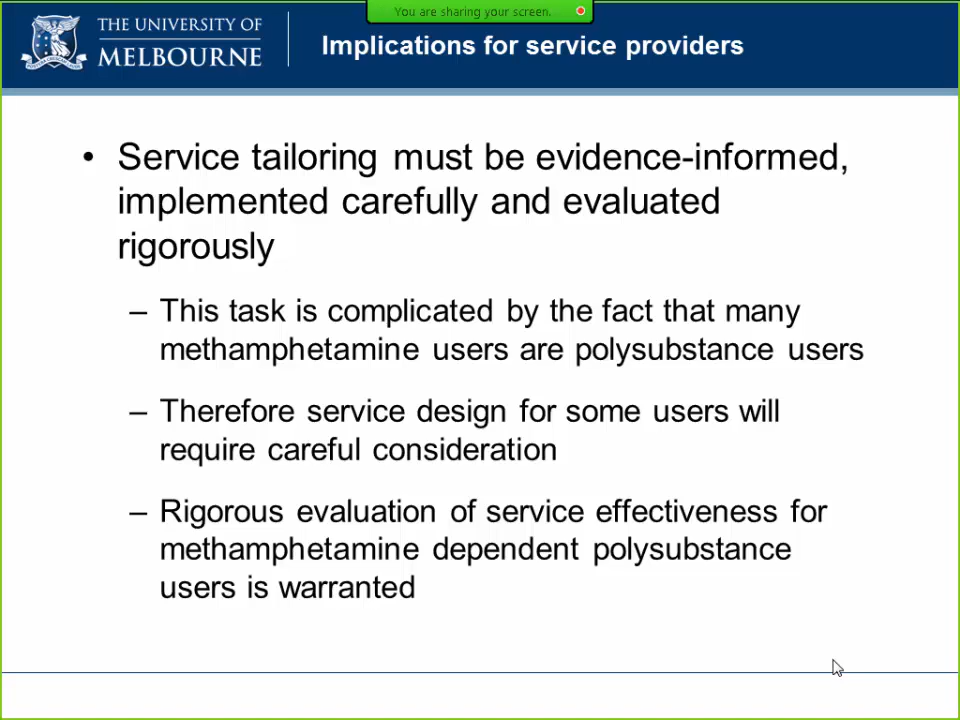 You are sharing your screen.
THE UNIVERSITY OF
MELBOURNE
Implications for service providers
• Service tailoring must be evidence-informed,
implemented carefully and evaluated
rigorously
– This task is complicated by the fact that many
methamphetamine users are polysubstance users
– Therefore service design for some users will
require careful consideration
– Rigorous evaluation of service effectiveness for
methamphetamine dependent polysubstance
users is warranted